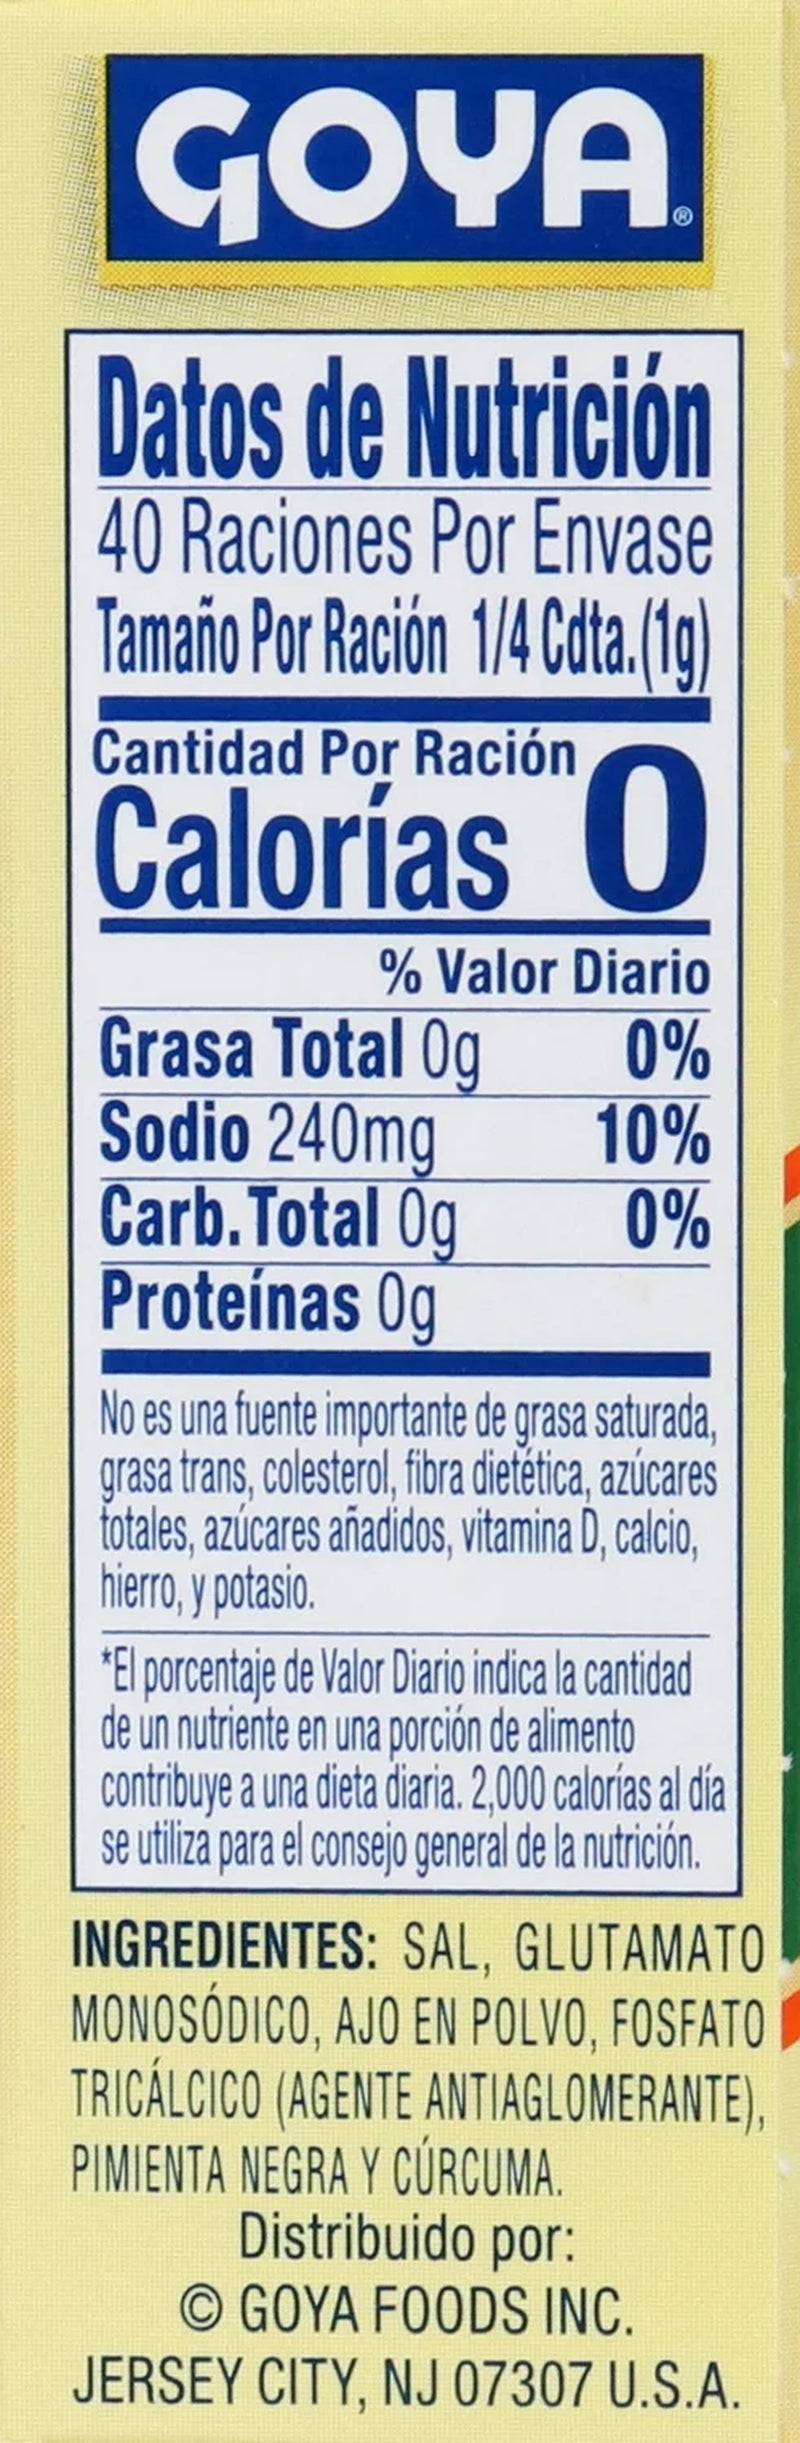 GOYA®
Datos de Nutrición
40 Raciones Por Envase
Tamaño Por Ración 1/4 Cdta.(1g)
Cantidad Por Ración
Calorías 0
% Valor Diario
Grasa Total 0g 0%
Sodio 240mg 10%
Carb. Total 0g 0%
Proteínas 0g
No es una fuente importante de grasa saturada,
grasa trans, colesterol, fibra dietética, azúcares
totales, azúcares añadidos, vitamina D, calcio,
hierro, y potasio.
*El porcentaje de Valor Diario indica la cantidad
de un nutriente en una porción de alimento
contribuye a una dieta diaria. 2,000 calorías al día
se utiliza para el consejo general de la nutrición.
INGREDIENTES: SAL, GLUTAMATO
MONOSÓDICO, AJO EN POLVO, FOSFATO
TRICÁLCICO (AGENTE ANTIAGLOMERANTE),
PIMIENTA NEGRA Y CÚRCUMA.
Distribuido por:
© GOYA FOODS INC.
JERSEY CITY, NJ 07307 U.S.A.